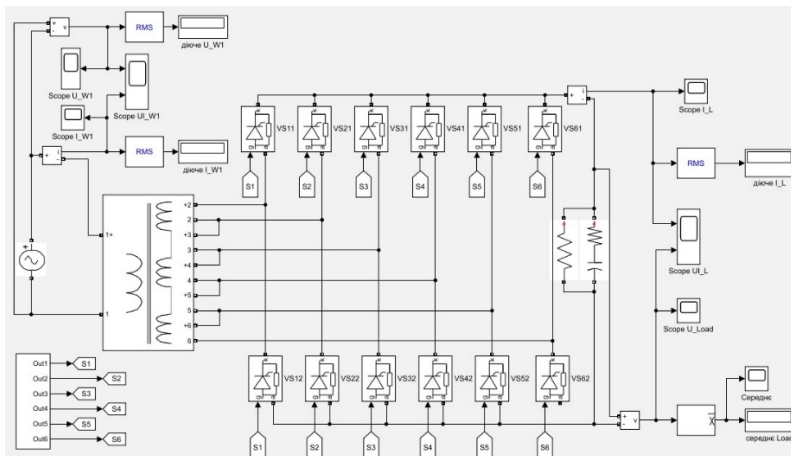 RMS
діюче U_W1
Scope U_W1
Scope UI_W1
Scope I_W1
RMS
діюче I_W1
VS11
VS21
VS31
VS41
VS51
VS61
S1
S2
S3
S4
S5
S6
Scope I_L
RMS
діюче I_L
Scope UI_L
Scope U_Load
1+
1
+2
2
+3
3
+4
4
+5
5
+6
6
VS12
VS22
VS32
VS42
VS52
VS62
S1
S2
S3
S4
S5
S6
Out1
Out2
Out3
Out4
Out5
Out6
S1
S2
S3
S4
S5
S6
Середнє
середнє Load